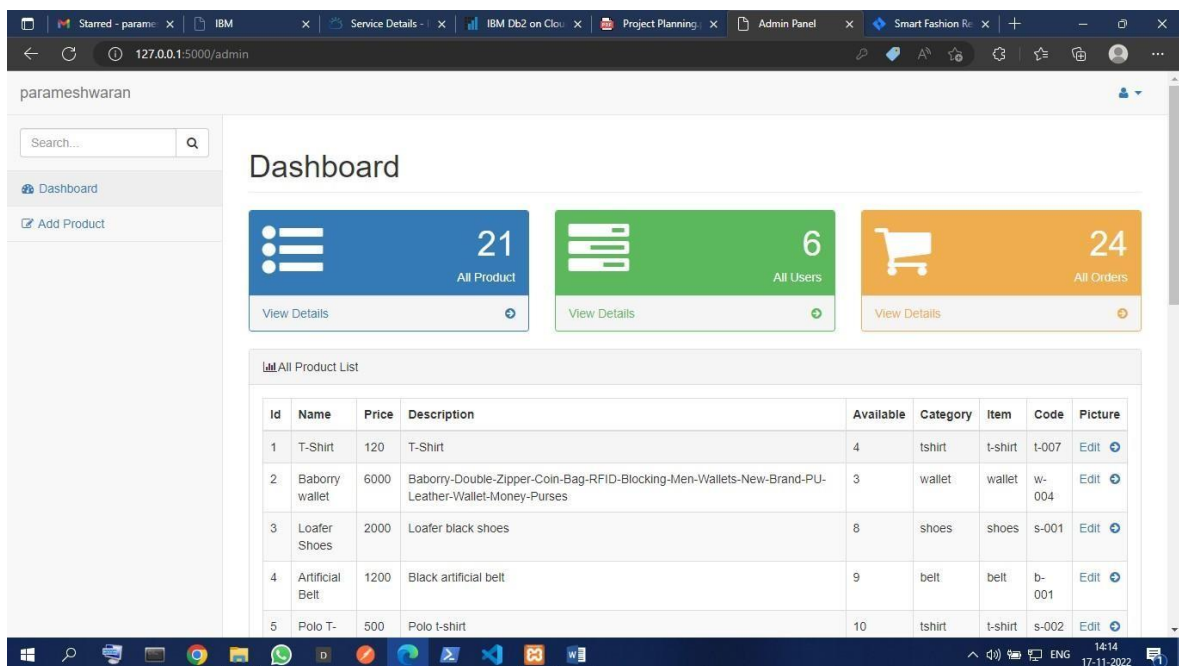 Starred - parame
IBM
Service Details -
IBM Db2 on Clou
Project Planning.
Admin Panel
Smart Fashion Re
127.0.0.1:5000/admin
parameshwaran
Search...
Dashboard
Add Product
Dashboard
21
All Product
View Details
6
All Users
View Details
24
All Orders
View Details
All Product List
Id Name Price Description Available Category Item Code Picture
1 T-Shirt 120 T-Shirt 4 tshirt t-shirt t-007 Edit
2 Baborry 6000 Baborry-Double-Zipper-Coin-Bag-RFID-Blocking-Men-Wallets-New-Brand-PU- 3 wallet wallet w- Edit
wallet Leather-Wallet-Money-Purses 004
3 Loafer 2000 Loafer black shoes 8 shoes shoes s-001 Edit
Shoes
4 Artificial 1200 Black artificial belt 9 belt belt b- Edit
Belt 001
5 Polo T- 500 Polo t-shirt 10 tshirt t-shirt s-002 Edit
ENG
14:14
17-11-2022